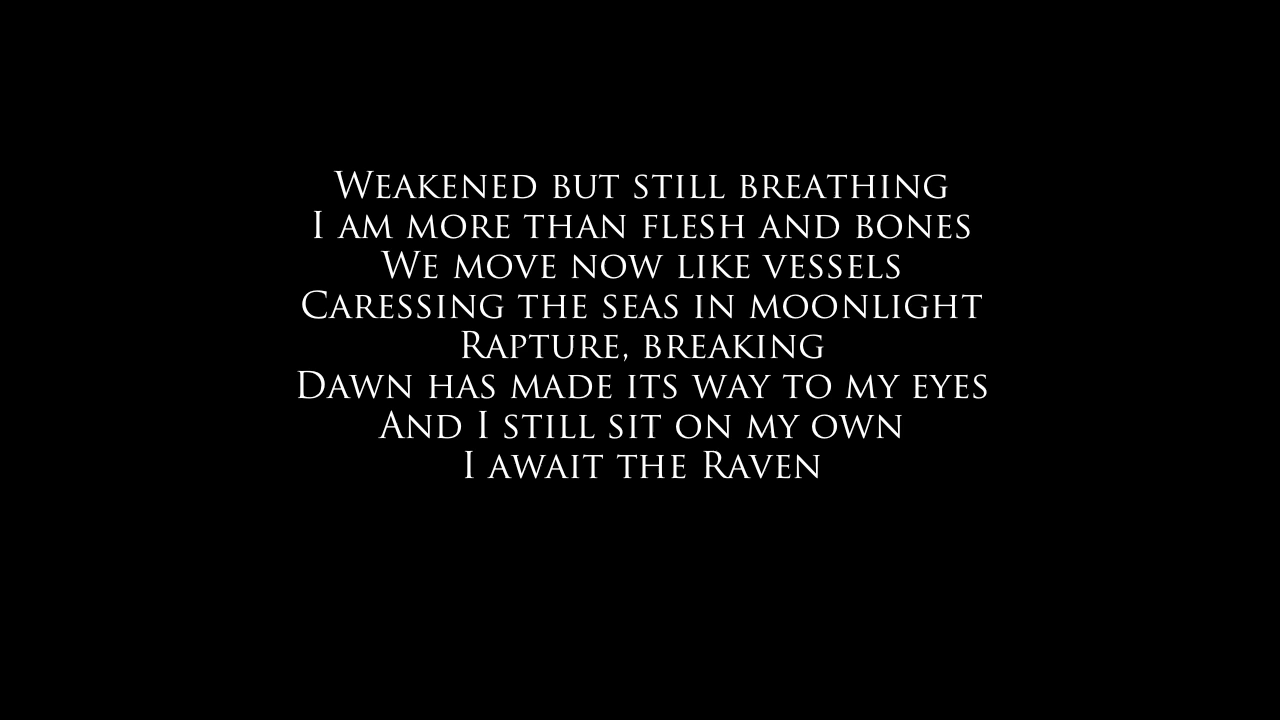 Weakened but still breathing
I am more than flesh and bones
We move now like vessels
Caressing the seas in moonlight
Rapture, breaking
Dawn has made its way to my eyes
And I still sit on my own
I await the Raven